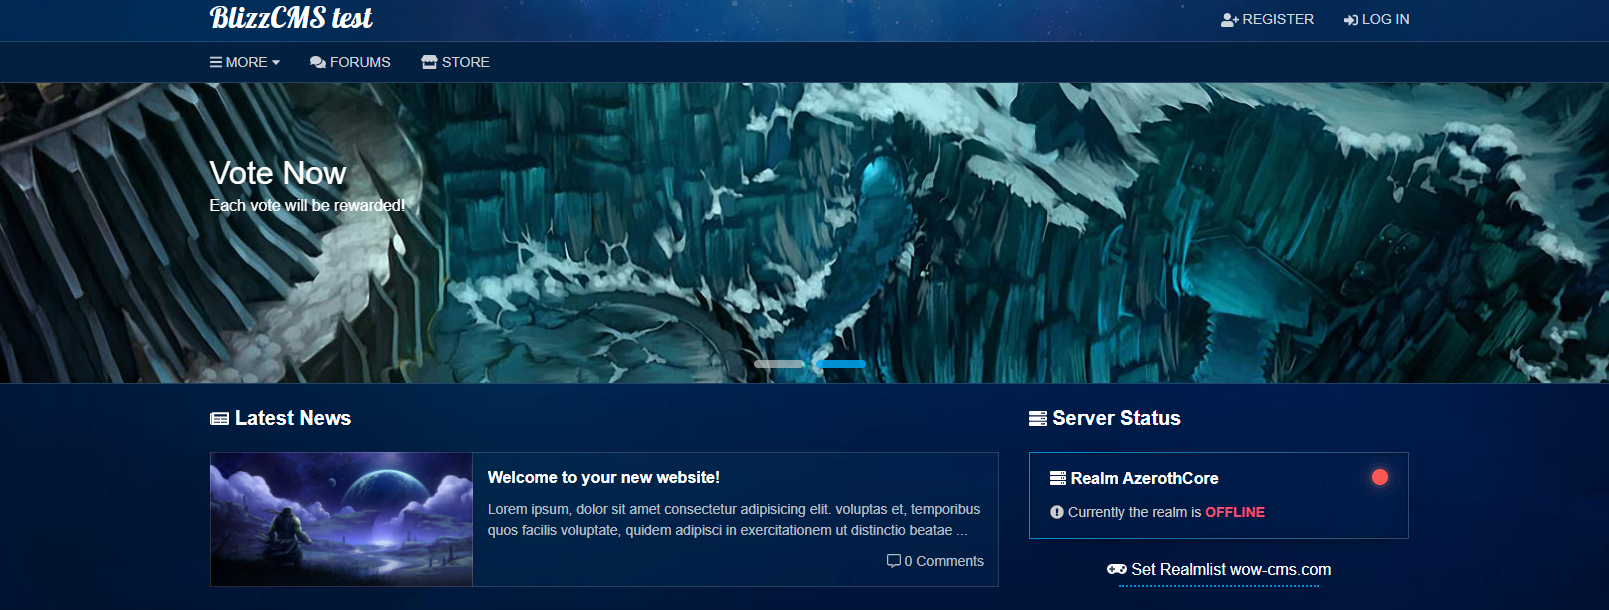 BlizzCMS test
REGISTER
LOG IN
MORE
FORUMS
STORE
Vote Now
Each vote will be rewarded!
Latest News
Welcome to your new website!
Lorem ipsum, dolor sit amet consectetur adipisicing elit. voluptas et, temporibus
quos facilis voluptate, quidem adipisci in exercitationem ut distinctio beatae ...
0 Comments
Server Status
Realm AzerothCore
Currently the realm is OFFLINE
Set Realmlist wow-cms.com